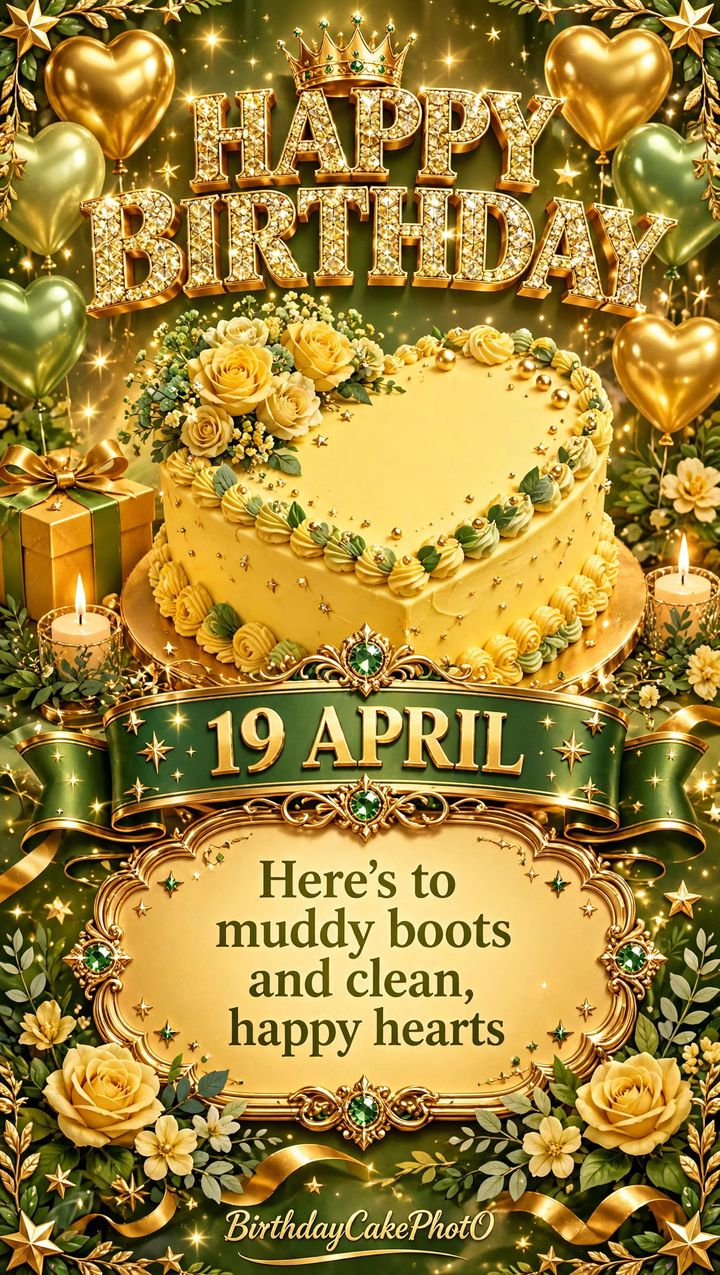 HAPPY
BIRTHDAY
19 APRIL
Here’s to
muddy boots
and clean,
happy hearts
BirthdayCakePhotO